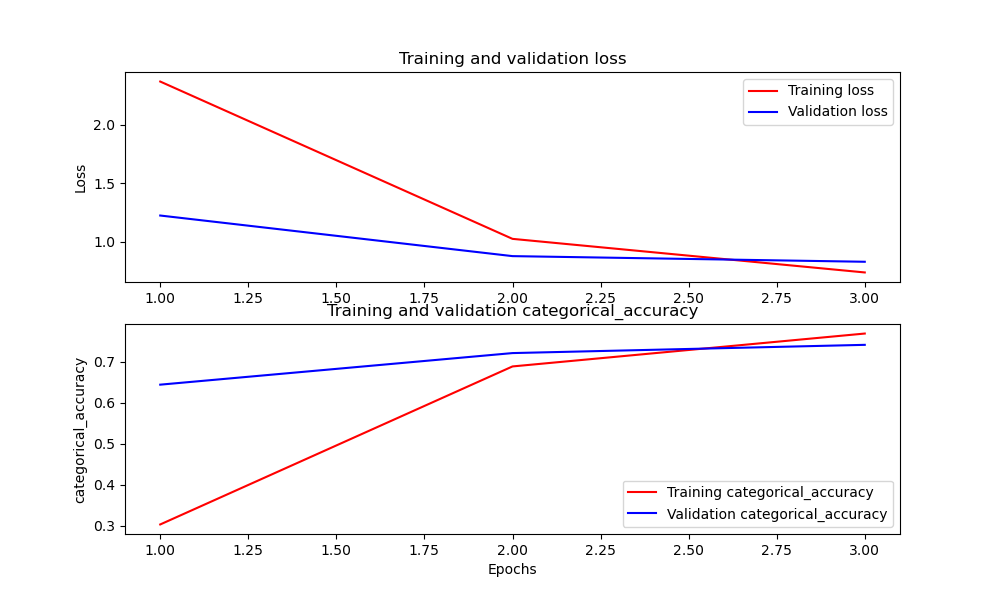 Training and validation loss
Training loss
Validation loss
Loss
2.0
1.5
1.0
1.00 1.25 1.50 1.75 2.00 2.25 2.50 2.75 3.00
Training and validation categorical_accuracy
categorical_accuracy
0.7
0.6
0.5
0.4
0.3
Training categorical_accuracy
Validation categorical_accuracy
1.00 1.25 1.50 1.75 2.00 2.25 2.50 2.75 3.00
Epochs